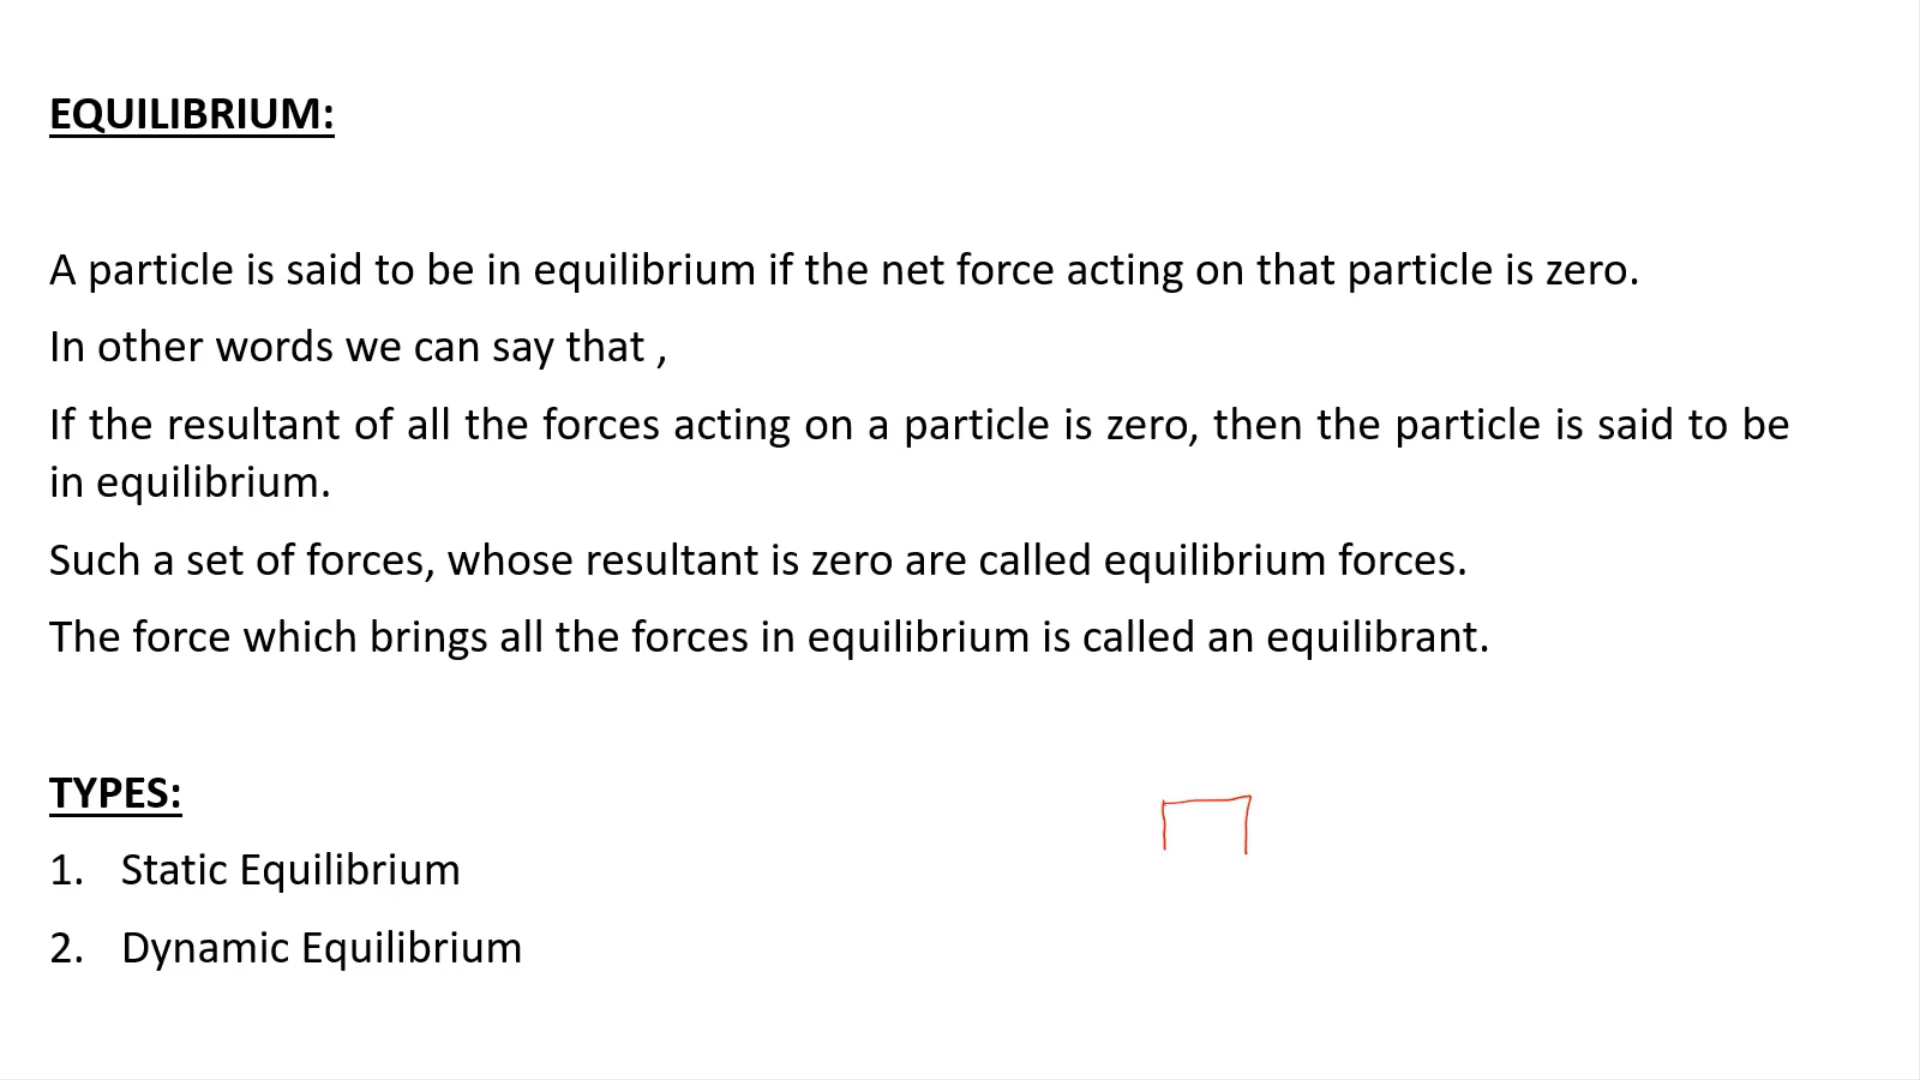 EQUILIBRIUM:
A particle is said to be in equilibrium if the net force acting on that particle is zero.
In other words we can say that ,
If the resultant of all the forces acting on a particle is zero, then the particle is said to be
in equilibrium.
Such a set of forces, whose resultant is zero are called equilibrium forces.
The force which brings all the forces in equilibrium is called an equilibrant.
TYPES:
1. Static Equilibrium
2. Dynamic Equilibrium